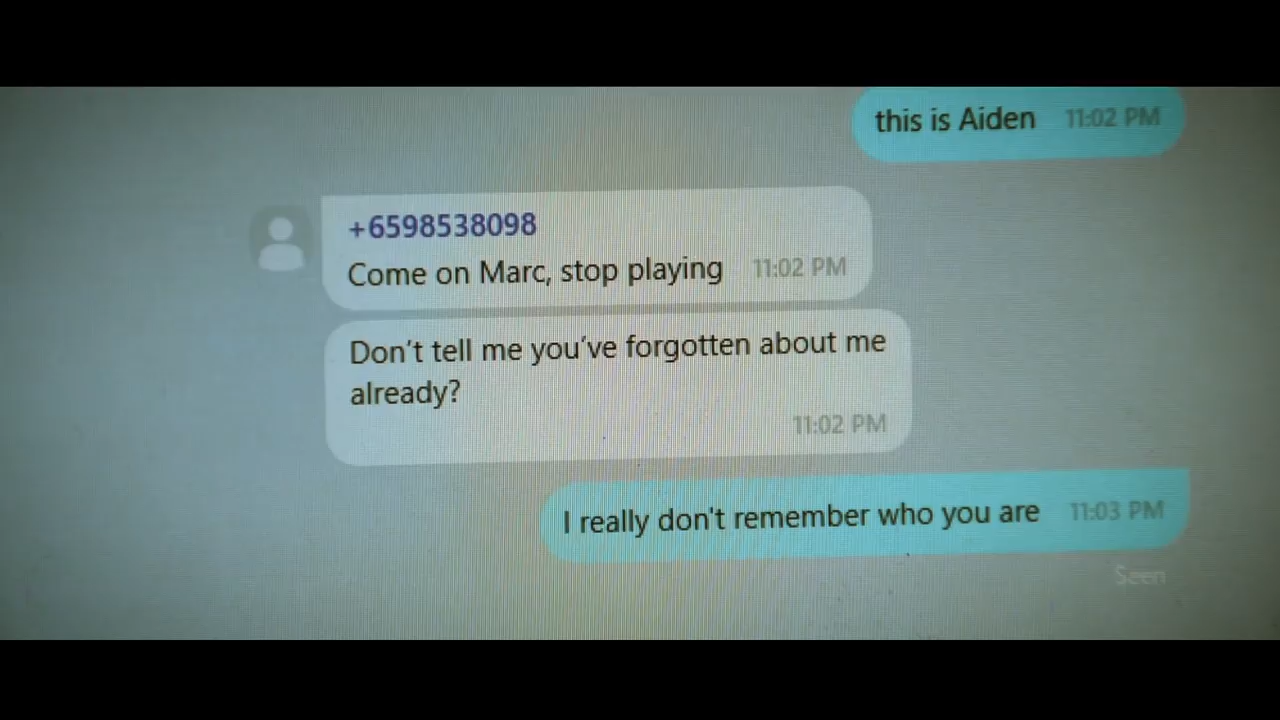 this is Aiden 11:02 PM
+6598538098
Come on Marc, stop playing 11:02 PM
Don't tell me you've forgotten about me
already?
11:02 PM
I really don't remember who you are 11:03 PM
Seen